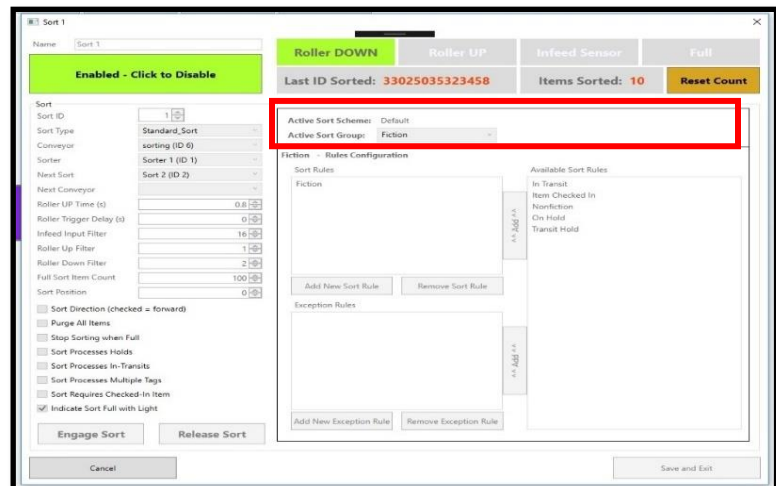 Sort 1
Name Sort 1
Enabled - Click to Disable
Roller DOWN Roller UP Infeed Sensor Full
Last ID Sorted: 33025035323458 Items Sorted: 10 Reset Count
Sort
Sort ID 1
Sort Type Standard_Sort
Conveyor sorting (ID 6)
Sorter Sorter 1 (ID 1)
Next Sort Sort 2 (ID 2)
Next Conveyor
Roller UP Time (s) 0.8
Roller Trigger Delay (s) 0
Infeed Input Filter 16
Roller Up Filter 1
Roller Down Filter 2
Full Sort Item Count 100
Sort Position 0
Sort Direction (checked = forward)
Purge All Items
Stop Sorting when Full
Sort Processes Holds
Sort Processes In-Transits
Sort Processes Multiple Tags
Sort Requires Checked-In Item
Indicate Sort Full with Light
Engage Sort Release Sort
Active Sort Scheme: Default
Active Sort Group: Fiction
Fiction - Rules Configuration
Sort Rules
Fiction
<< Add <<
Add New Sort Rule Remove Sort Rule
Exception Rules
<< Add <<
Add New Exception Rule Remove Exception Rule
Available Sort Rules
In Transit
Item Checked In
Nonfiction
On Hold
Transit Hold
Cancel Save and Exit